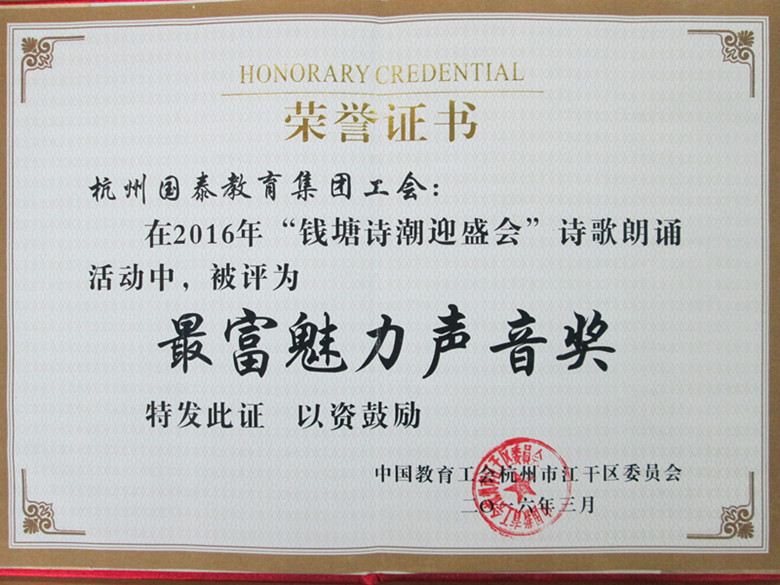 HONORARY CREDENTIAL
荣誉证书
杭州国泰教育集团工会：
在2016年“钱塘诗潮迎盛会”诗歌朗诵
活动中，被评为
最富魅力声音奖
特发此证　以资鼓励
中国教育工会杭州市江干区委员会
二〇一六年三月